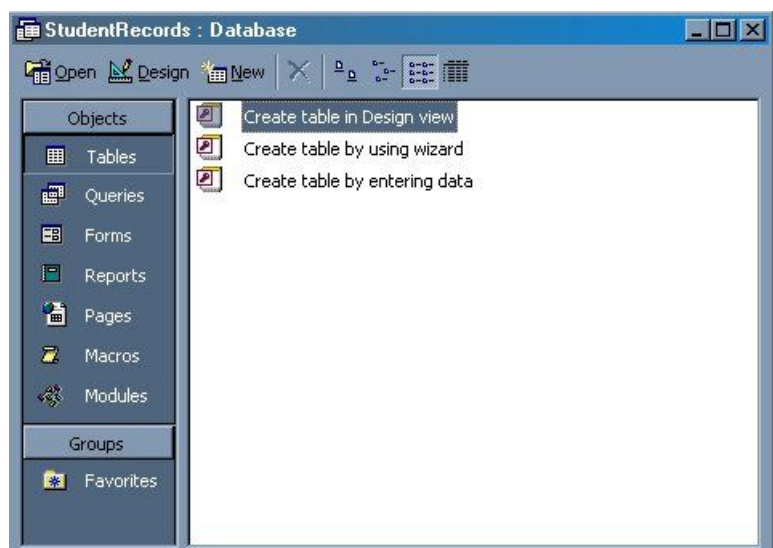 StudentRecords : Database
Open Design New
Objects
Tables
Queries
Forms
Reports
Pages
Macros
Modules
Groups
Favorites
Create table in Design view
Create table by using wizard
Create table by entering data